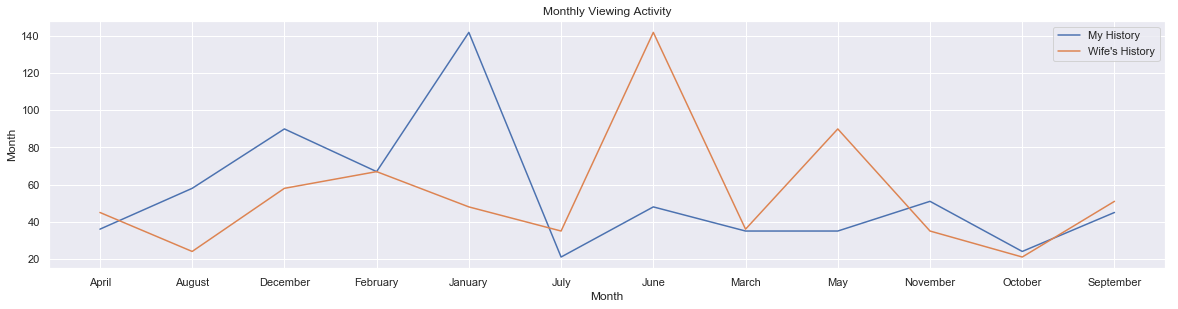 Monthly Viewing Activity
My History
Wife's History
140
120
100
80
60
40
20
Month
April August December February January July June March May November October September
Month